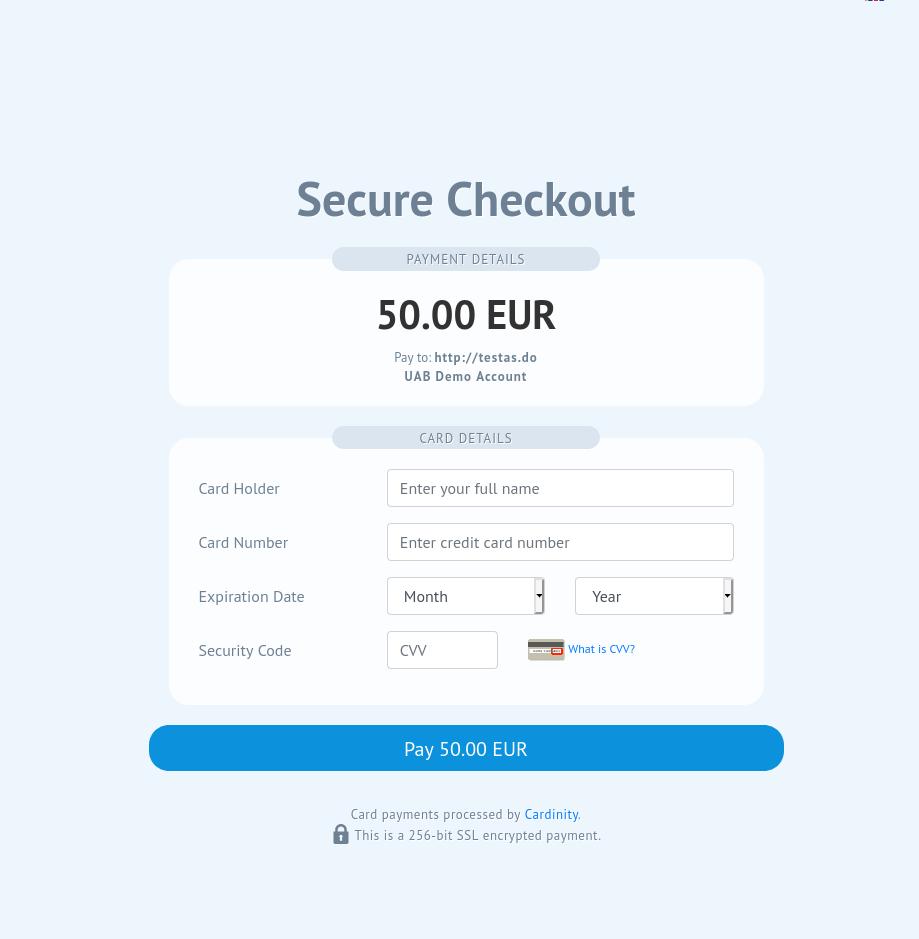 Secure Checkout
PAYMENT DETAILS
50.00 EUR
Pay to: http://testas.do
UAB Demo Account
CARD DETAILS
Card Holder
Enter your full name
Card Number
Enter credit card number
Expiration Date
Month
Year
Security Code
CVV
What is CVV?
Pay 50.00 EUR
Card payments processed by Cardinity.
This is a 256-bit SSL encrypted payment.